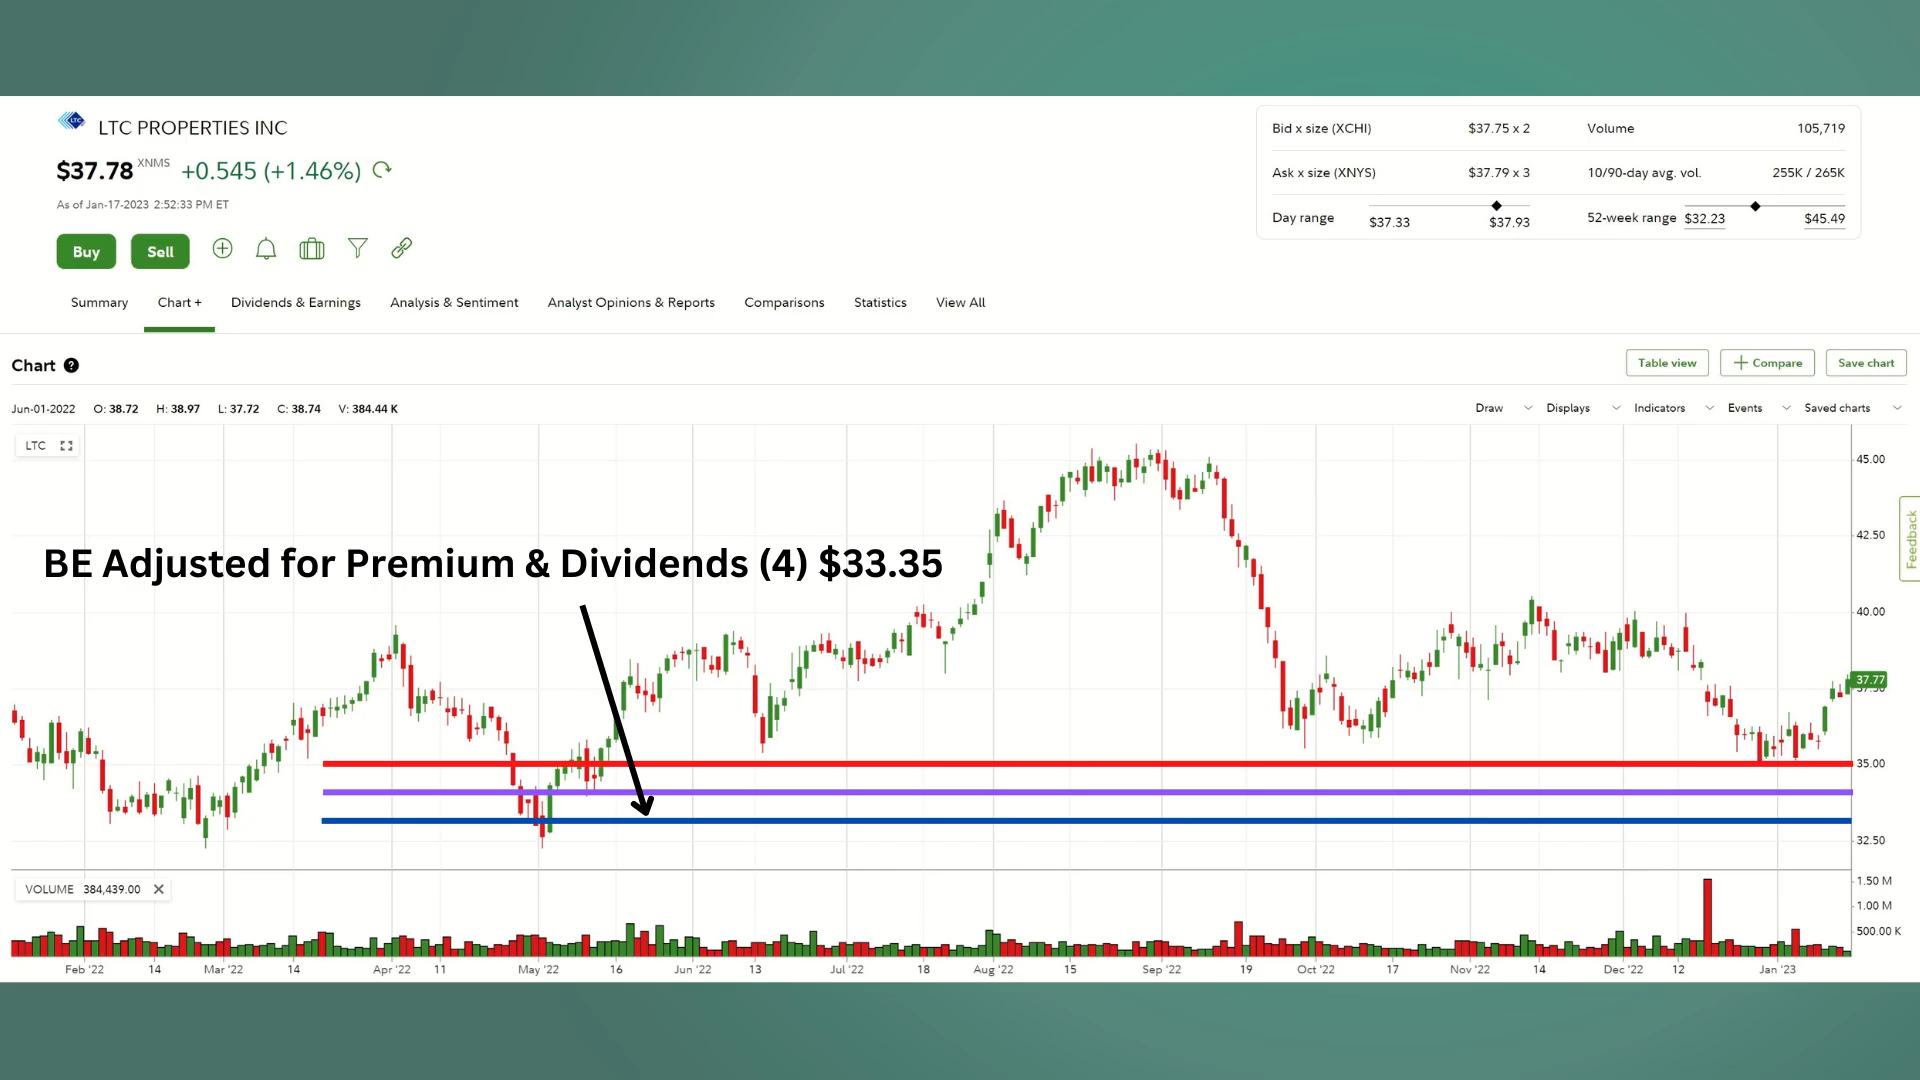 LTC
LTC PROPERTIES INC
$37.78 XNMS +0.545 (+1.46%)
As of Jan-17-2023 2:52:33 PM ET
Buy Sell
Bid x size (XCHI) $37.75 x 2 Volume 105,719
Ask x size (XNYS) $37.79 x 3 10/90-day avg. vol. 255K / 265K
Day range $37.33 $37.93 52-week range $32.23 $45.49
Summary Chart + Dividends & Earnings Analysis & Sentiment Analyst Opinions & Reports Comparisons Statistics View All
Chart ? Table view Compare Save chart
Jun-01-2022 O: 38.72 H: 38.97 L: 37.72 C: 38.74 V: 384.44 K Draw Displays Indicators Events Saved charts
LTC
45.00
42.50
Feedback
BE Adjusted for Premium & Dividends (4) $33.35
40.00
37.77
37.50
35.00
32.50
VOLUME 384,439.00
1.50 M
1.00 M
500.00 K
Feb '22 14 Mar '22 14 Apr '22 11 May '22 16 Jun '22 13 Jul '22 18 Aug '22 15 Sep '22 19 Oct '22 17 Nov '22 14 Dec '22 12 Jan '23